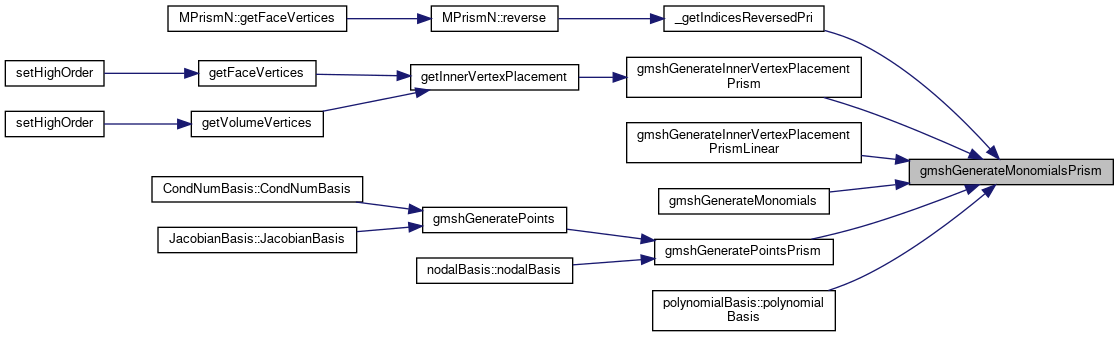 MPrismN::getFaceVertices
MPrismN::reverse
_getIndicesReversedPri
setHighOrder
getFaceVertices
getInnerVertexPlacement
gmshGenerateInnerVertexPlacement
Prism
setHighOrder
getVolumeVertices
gmshGenerateInnerVertexPlacement
PrismLinear
gmshGenerateMonomialsPrism
CondNumBasis::CondNumBasis
gmshGenerateMonomials
gmshGeneratePoints
JacobianBasis::JacobianBasis
gmshGeneratePointsPrism
nodalBasis::nodalBasis
polynomialBasis::polynomial
Basis